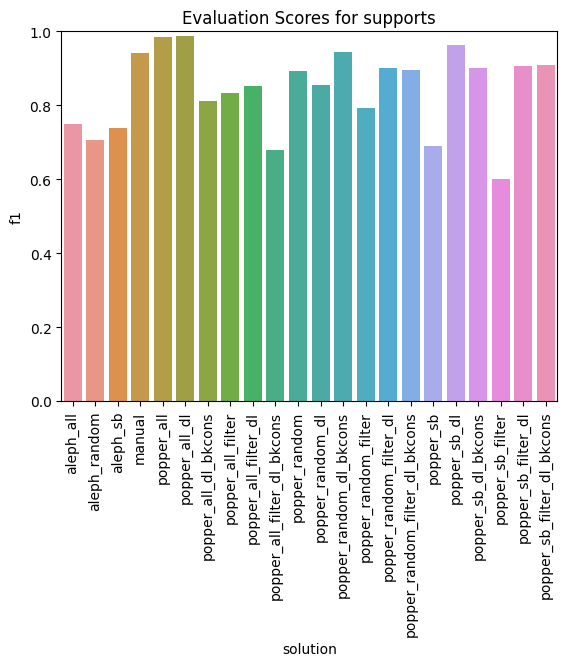 Evaluation Scores for supports
1.0
0.8
0.6
0.4
0.2
0.0
f1
aleph_all
aleph_random
aleph_sb
manual
popper_all
popper_all_dl
popper_all_dl_bkcons
popper_all_filter
popper_all_filter_dl
popper_all_filter_dl_bkcons
popper_random
popper_random_dl
popper_random_dl_bkcons
popper_random_filter
popper_random_filter_dl
popper_random_filter_dl_bkcons
popper_sb
popper_sb_dl
popper_sb_dl_bkcons
popper_sb_filter
popper_sb_filter_dl
popper_sb_filter_dl_bkcons
solution